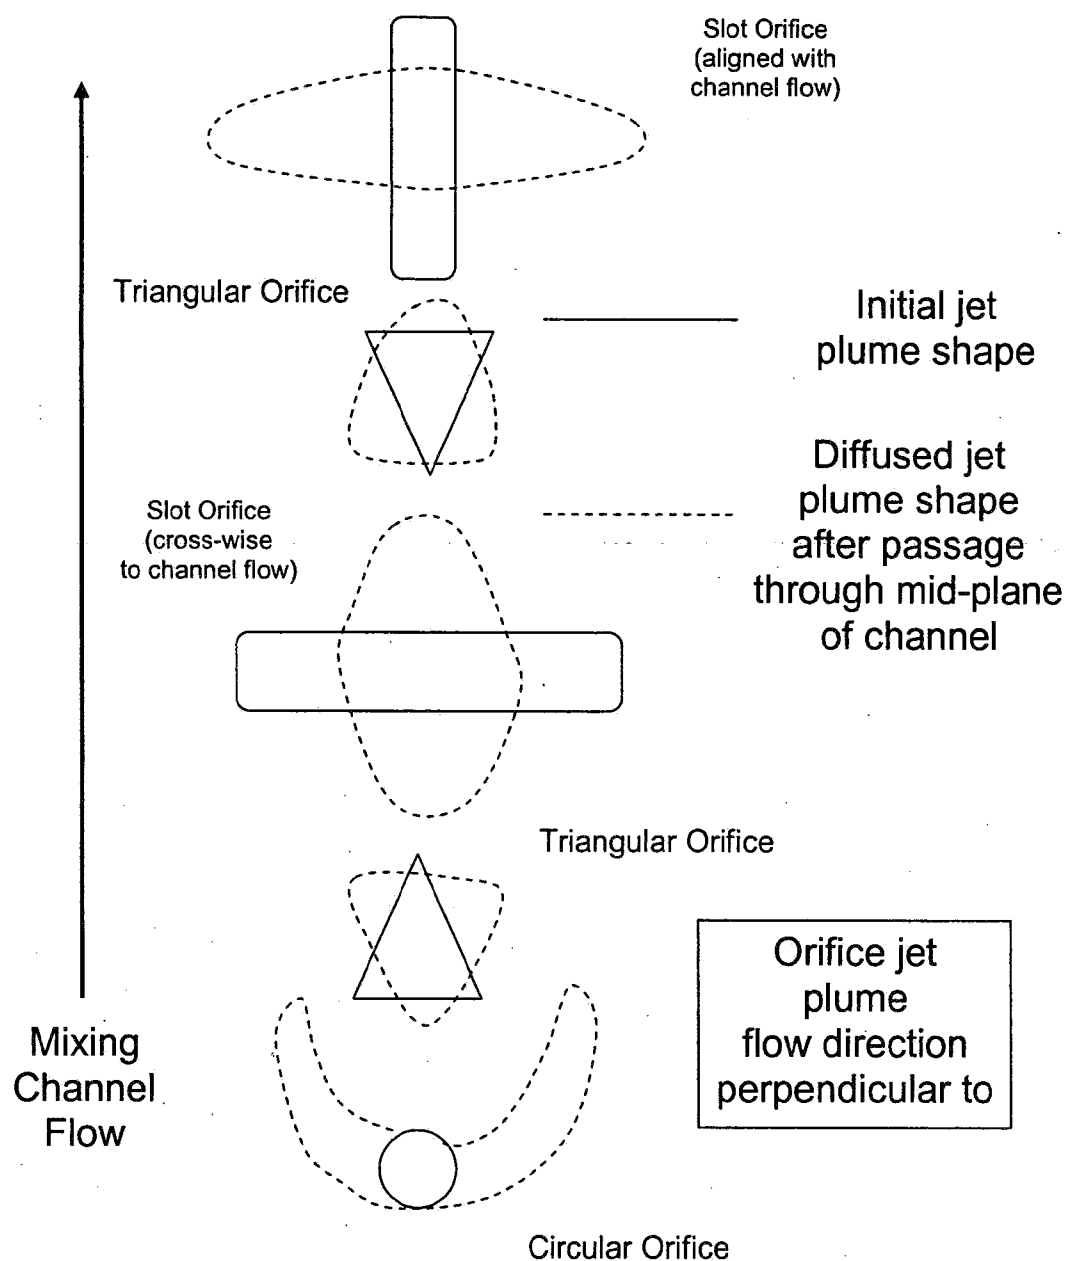 Slot Orifice
(aligned with
channel flow)
Triangular Orifice
Initial jet
plume shape
Diffused jet
plume shape
after passage
through mid-plane
of channel
Slot Orifice
(cross-wise
to channel flow)
Triangular Orifice
Orifice jet
plume
flow direction
perpendicular to
Mixing
Channel
Flow
Circular Orifice